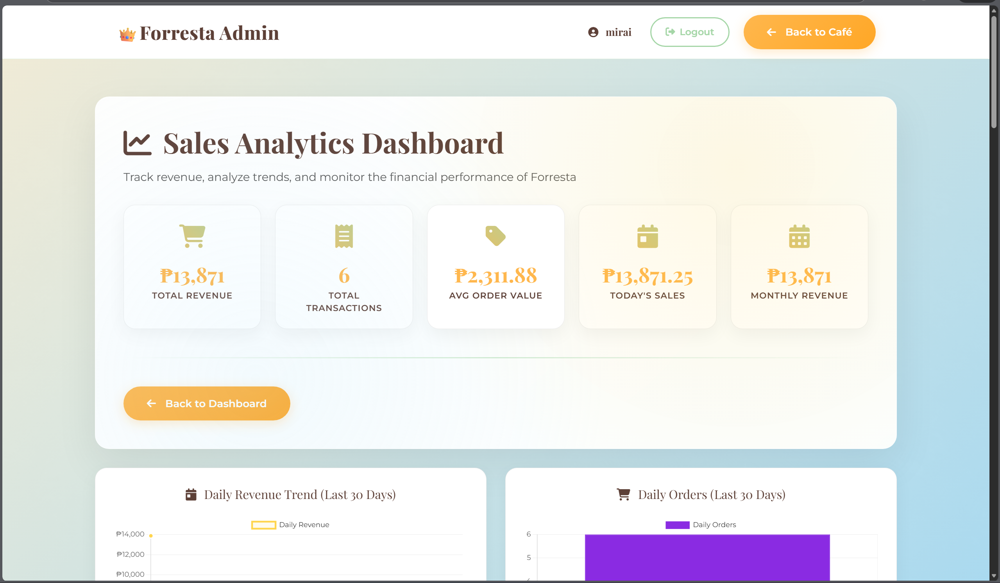 Forresta Admin
mirai
Logout
Back to Café
Sales Analytics Dashboard
Track revenue, analyze trends, and monitor the financial performance of Forresta
₱13,871
TOTAL REVENUE
6
TOTAL
TRANSACTIONS
₱2,311.88
AVG ORDER VALUE
₱13,871.25
TODAY'S SALES
₱13,871
MONTHLY REVENUE
Back to Dashboard
Daily Revenue Trend (Last 30 Days)
Daily Revenue
₱14,000
₱12,000
₱10,000
Daily Orders (Last 30 Days)
Daily Orders
6
5